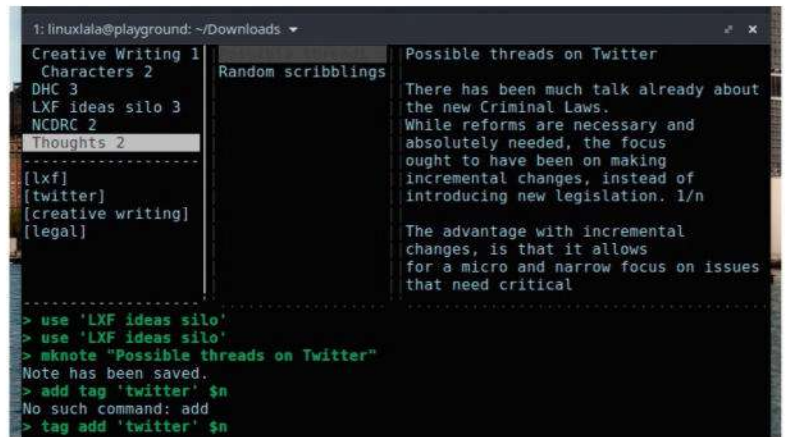 1: linuxlala@playground: ~/Downloads
Creative Writing 1
Characters 2
DHC 3
LXF ideas silo 3
NCDRC 2
Thoughts 2
[lxf]
[twitter]
[creative writing]
[legal]
Possible threads
Random scribblings
Possible threads on Twitter
There has been much talk already about
the new Criminal Laws.
While reforms are necessary and
absolutely needed, the focus
ought to have been on making
incremental changes, instead of
introducing new legislation. 1/n
The advantage with incremental
changes, is that it allows
for a micro and narrow focus on issues
that need critical
> use 'LXF ideas silo'
> use 'LXF ideas silo'
> mknote "Possible threads on Twitter"
Note has been saved.
> add tag 'twitter' $n
No such command: add
> tag add 'twitter' $n